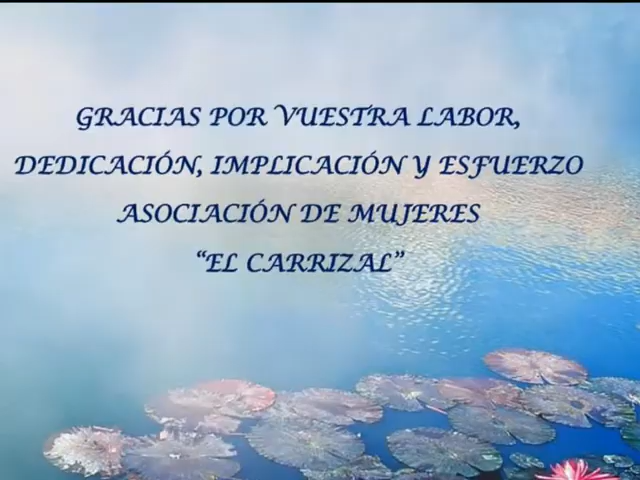 GRACIAS POR VUESTRA LABOR,
DEDICACIÓN, IMPLICACIÓN Y ESFUERZO
ASOCIACIÓN DE MUJERES
“EL CARRIZAL”